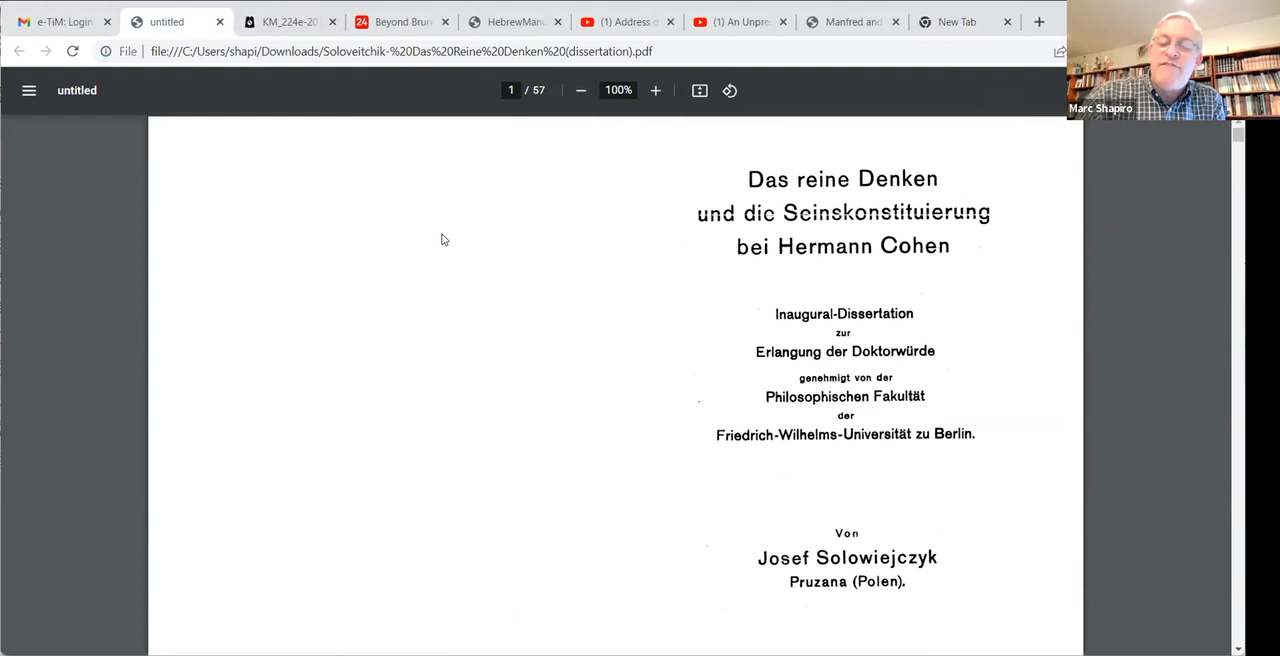 e-TiM: Login
untitled
KM_224e-20
24 Beyond Brun
HebrewManu
(1) Address o
(1) An Unpre
Manfred and
New Tab
File file:///C:/Users/shapi/Downloads/Soloveitchik-%20Das%20Reine%20Denken%20(dissertation).pdf
untitled
1 / 57
100%
Marc Shapiro
Das reine Denken
und die Seinskonstituierung
bei Hermann Cohen
Inaugural-Dissertation
zur
Erlangung der Doktorwürde
genehmigt von der
Philosophischen Fakultät
der
Friedrich-Wilhelms-Universität zu Berlin.
Von
Josef Solowiejczyk
Pruzana (Polen).